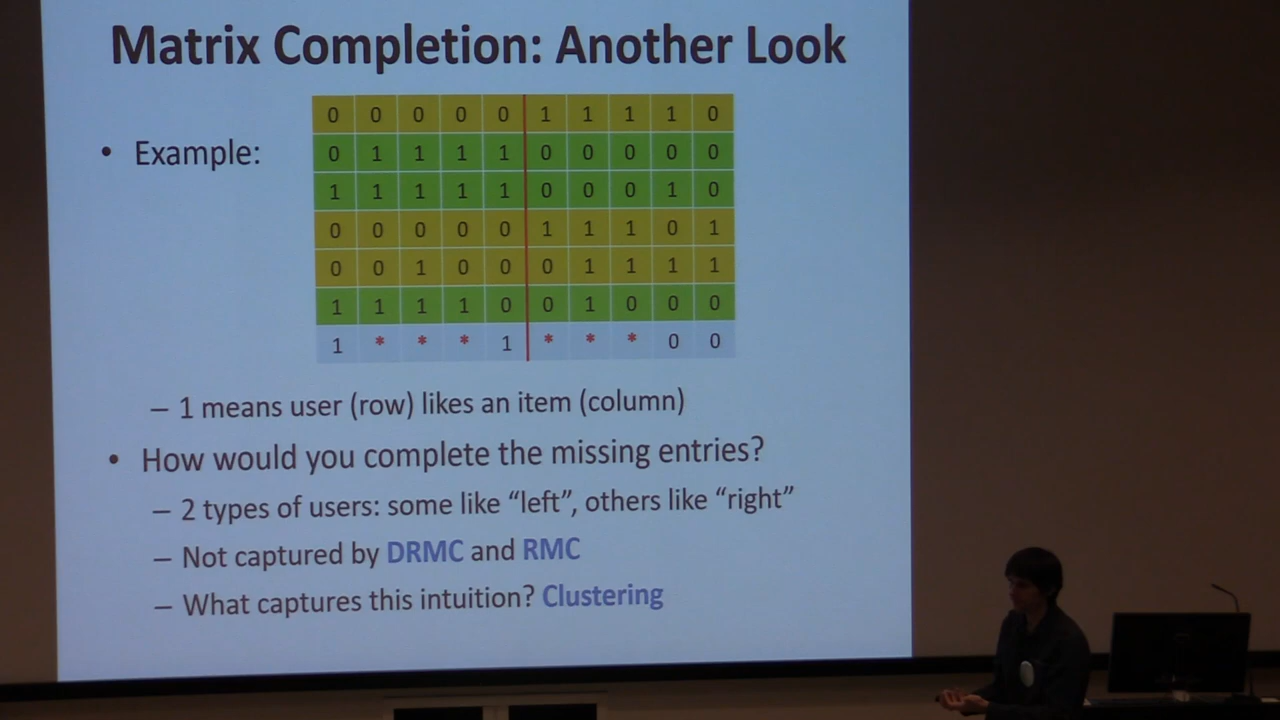 Matrix Completion: Another Look
0 0 0 0 0 1 1 1 1 0
• Example: 0 1 1 1 1 0 0 0 0 0
1 1 1 1 1 0 0 0 1 0
0 0 0 0 0 1 1 1 0 1
0 0 1 0 0 0 1 1 1 1
1 1 1 1 0 0 1 0 0 0
1 * * * 1 * * * 0 0
– 1 means user (row) likes an item (column)
• How would you complete the missing entries?
– 2 types of users: some like “left”, others like “right”
– Not captured by DRMC and RMC
– What captures this intuition? Clustering